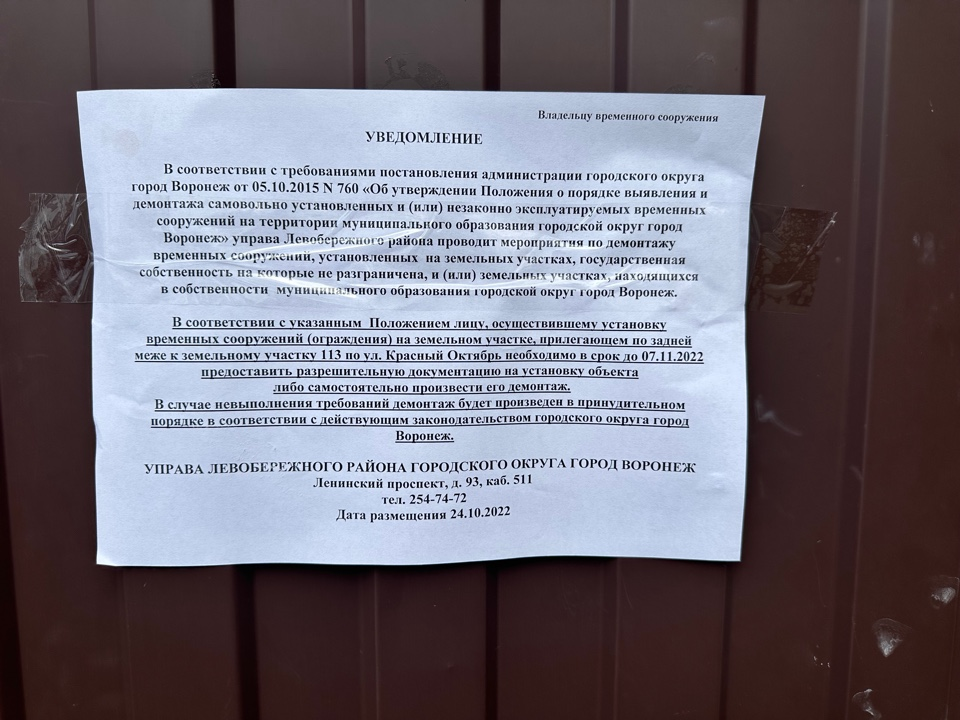 Владельцу временного сооружения
УВЕДОМЛЕНИЕ
В соответствии с требованиями постановления администрации городского округа
город Воронеж от 05.10.2015 N 760 «Об утверждении Положения о порядке выявления и
демонтажа самовольно установленных и (или) незаконно эксплуатируемых временных
сооружений на территории муниципального образования городской округ город
Воронеж» управа Левобережного района проводит мероприятия по демонтажу
временных сооружений, установленных на земельных участках, государственная
собственность на которые не разграничена, и (или) земельных участках, находящихся
в собственности муниципального образования городской округ город Воронеж.
В соответствии с указанным Положением лицу, осуществившему установку
временных сооружений (ограждения) на земельном участке, прилегающем по задней
меже к земельному участку 113 по ул. Красный Октябрь необходимо в срок до 07.11.2022
предоставить разрешительную документацию на установку объекта
либо самостоятельно произвести его демонтаж.
В случае невыполнения требований демонтаж будет произведен в принудительном
порядке в соответствии с действующим законодательством городского округа город
Воронеж.
УПРАВА ЛЕВОБЕРЕЖНОГО РАЙОНА ГОРОДСКОГО ОКРУГА ГОРОД ВОРОНЕЖ
Ленинский проспект, д. 93, каб. 511
тел. 254-74-72
Дата размещения 24.10.2022